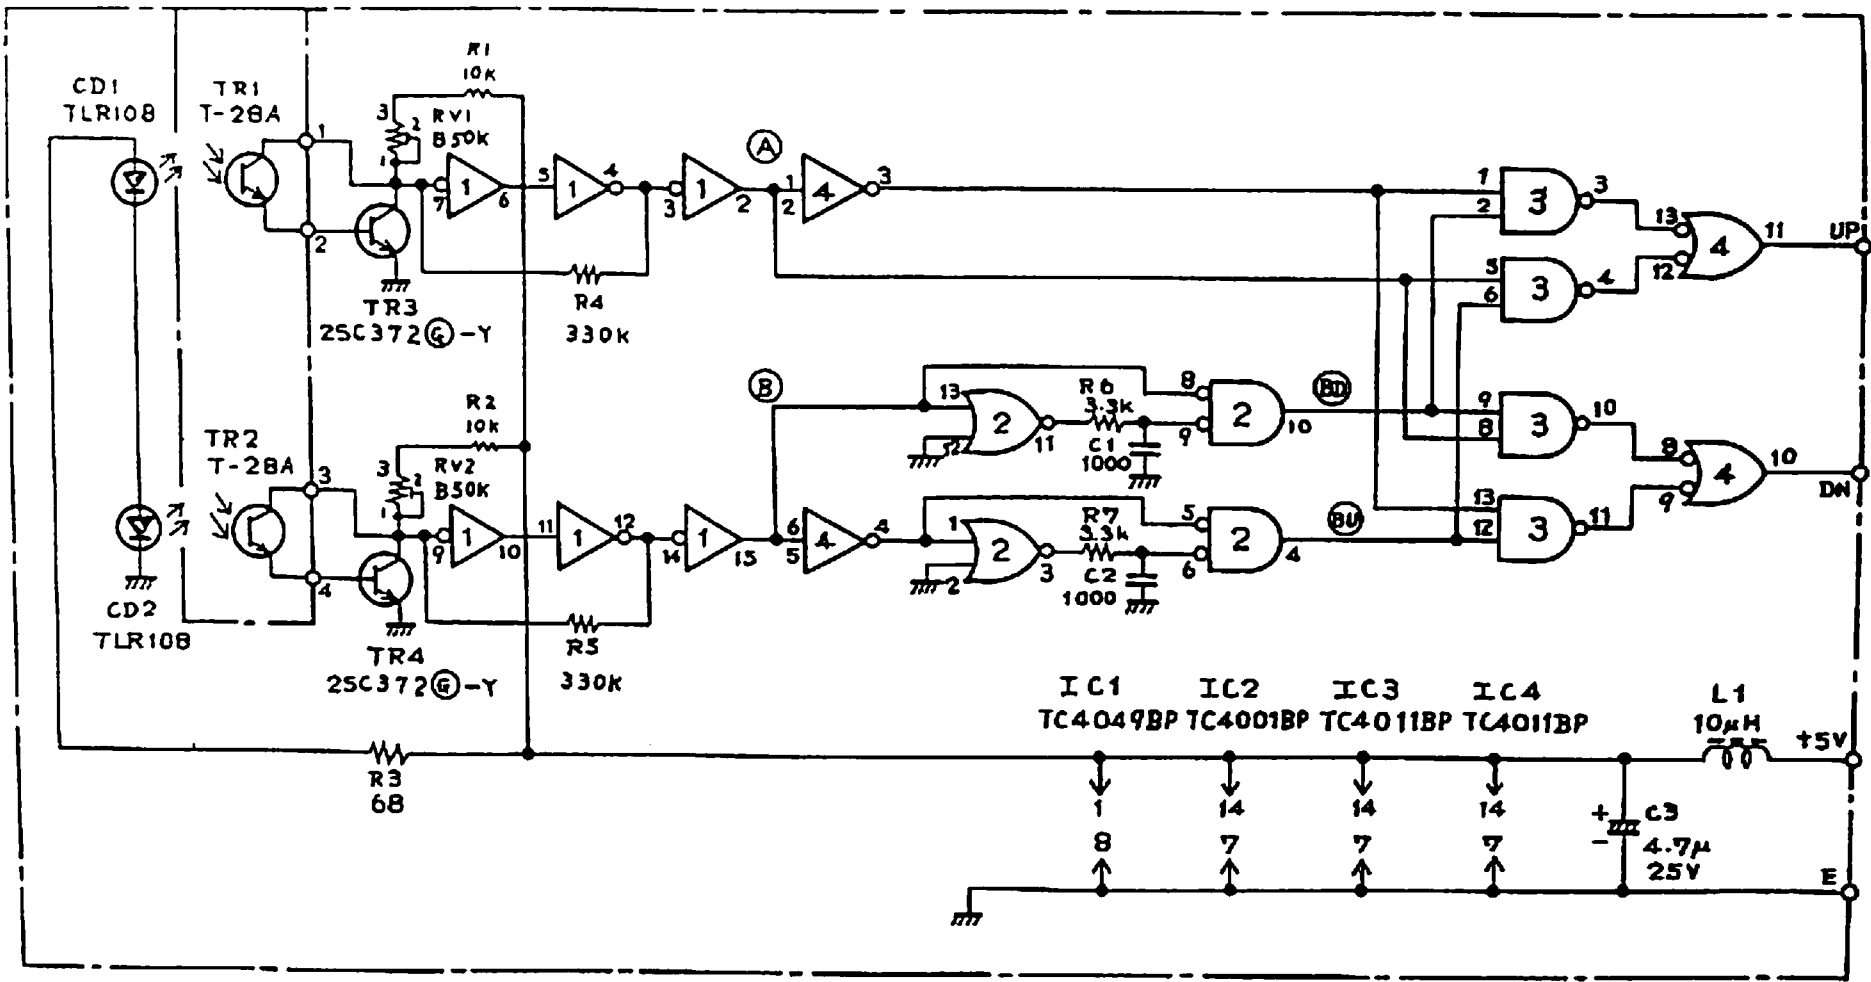 R1
10K
CD1
TLR108
TR1
T-28A
1
3
2
RV1
B50K
1
2
7
1
6
5
1
4
3
1
2
A
1
2
4
3
TR3
2SC372 G -Y
R4
330K
1
2
3
3
5
6
3
4
13
12
4
11
UP
R2
10K
TR2
T-28A
3
3
2
RV2
B50K
1
4
9
1
10
11
1
12
14
1
15
B
6
5
4
4
CD2
TLR108
TR4
2SC372 G -Y
R5
330K
13
12
2
11
R6
3.3K
C1
1000
8
9
2
10
BD
1
2
2
3
R7
3.3k
C2
1000
5
6
2
4
BU
9
8
3
10
13
12
3
11
8
9
4
10
DN
IC1
TC4049BP
IC2
TC4001BP
IC3
TC4011BP
IC4
TC4011BP
L1
10μH
+5V
R3
68
1
14
14
14
8
7
7
7
+
-
C3
4.7μ
25V
E